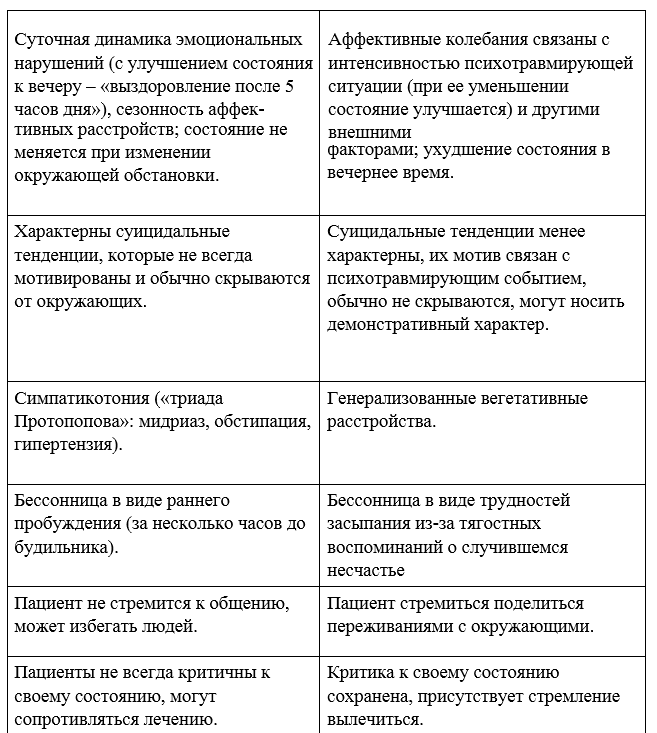 Суточная динамика эмоциональных
нарушений (с улучшением состояния
к вечеру – «выздоровление после 5
часов дня»), сезонность аффек-
тивных расстройств; состояние не
меняется при изменении
окружающей обстановки.
Аффективные колебания связаны с
интенсивностью психотравмирующей
ситуации (при ее уменьшении
состояние улучшается) и другими
внешними
факторами; ухудшение состояния в
вечернее время.
Характерны суицидальные
тенденции, которые не всегда
мотивированы и обычно скрываются
от окружающих.
Суицидальные тенденции менее
характерны, их мотив связан с
психотравмирующим событием,
обычно не скрываются, могут носить
демонстративный характер.
Симпатикотония («триада
Протопопова»: мидриаз, обстипация,
гипертензия).
Генерализованные вегетативные
расстройства.
Бессонница в виде раннего
пробуждения (за несколько часов до
будильника).
Бессонница в виде трудностей
засыпания из-за тягостных
воспоминаний о случившемся
несчастье
Пациент не стремится к общению,
может избегать людей.
Пациент стремиться поделиться
переживаниями с окружающими.
Пациенты не всегда критичны к
своему состоянию, могут
сопротивляться лечению.
Критика к своему состоянию
сохранена, присутствует стремление
вылечиться.